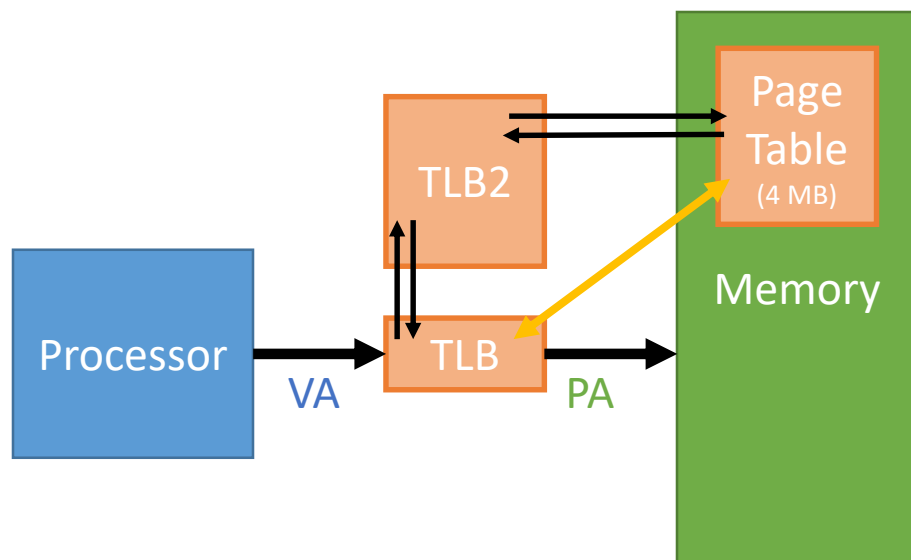 Page
Table
(4 MB)
TLB2
Memory
Processor
TLB
VA
PA